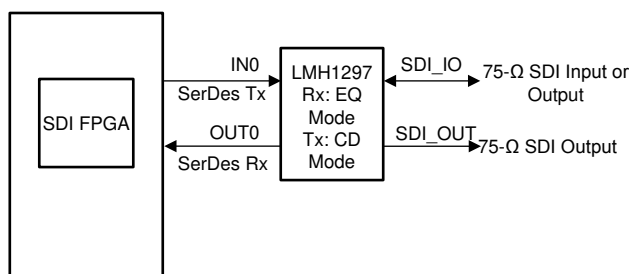 SDI FPGA
IN0
SerDes Tx
OUT0
SerDes Rx
LMH1297
Rx: EQ
Mode
Tx: CD
Mode
SDI_IO
75-Ω SDI Input or
Output
SDI_OUT
75-Ω SDI Output